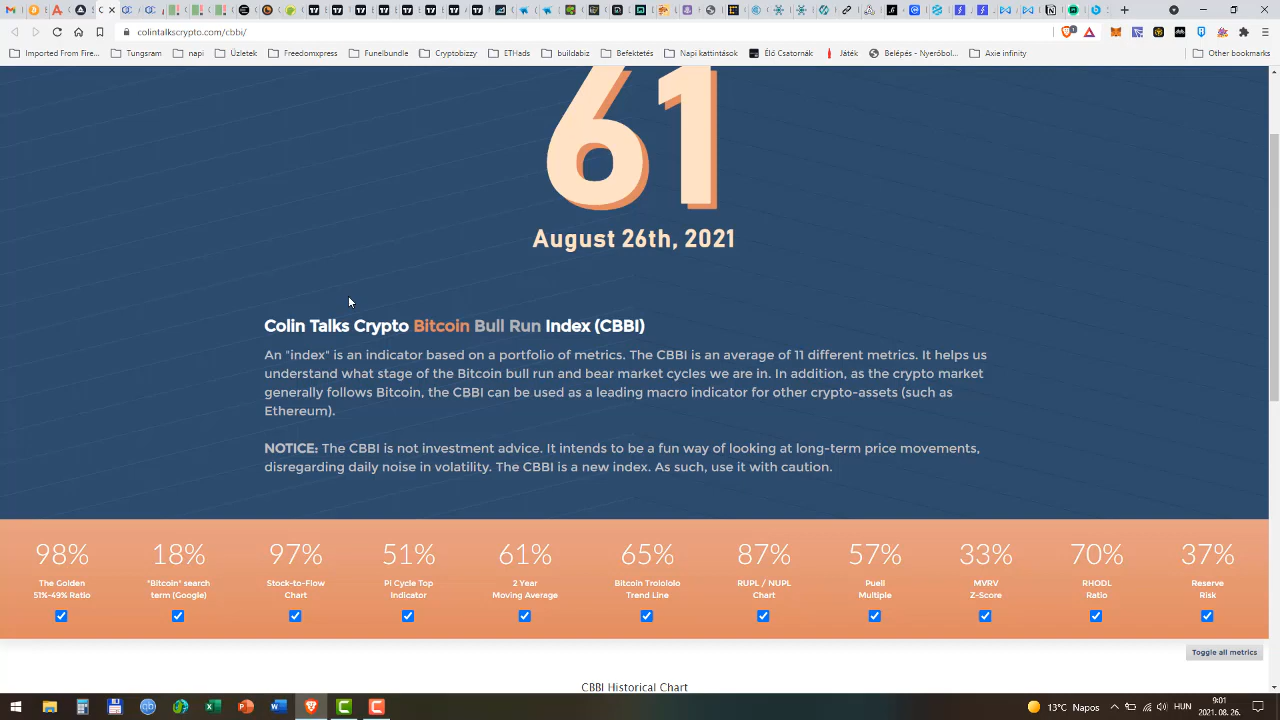 colintalkscrypto.com/cbbi/
Imported From Fire... Tungsram napi Üzletek Freedomxpress Funelbundle Cryptobizzy ETHads buildabiz Befektetés Napi kattintások Élő Csatornák Játék Belépés - Nyerőbol... Axie infinity Other bookmarks
61
August 26th, 2021
Colin Talks Crypto Bitcoin Bull Run Index (CBBI)
An "index" is an indicator based on a portfolio of metrics. The CBBI is an average of 11 different metrics. It helps us
understand what stage of the Bitcoin bull run and bear market cycles we are in. In addition, as the crypto market
generally follows Bitcoin, the CBBI can be used as a leading macro indicator for other crypto-assets (such as
Ethereum).
NOTICE: The CBBI is not investment advice. It intends to be a fun way of looking at long-term price movements,
disregarding daily noise in volatility. The CBBI is a new index. As such, use it with caution.
98% 18% 97% 51% 61% 65% 87% 57% 33% 70% 37%
The Golden "Bitcoin" search Stock-to-Flow Pi Cycle Top 2 Year Bitcoin Trolololo RUPL / NUPL Puell MVRV RHODL Reserve
51%-49% Ratio term (Google) Chart Indicator Moving Average Trend Line Chart Multiple Z-Score Ratio Risk
Toggle all metrics
CBBI Historical Chart
13°C Napos HUN 9:01
2021. 08. 26.